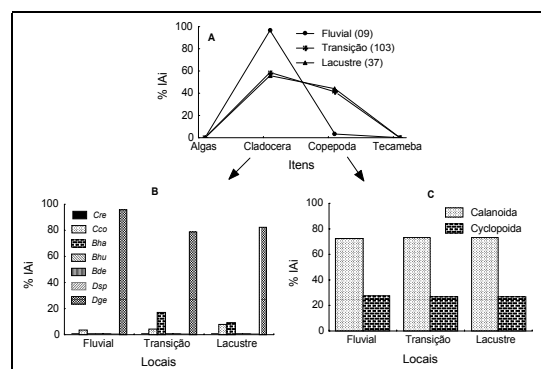 A
Fluvial (09)
Transição (103)
Lacustre (37)
% IAi
100
80
60
40
20
0
Algas Cladocera Copepoda Tecameba
Itens
B
Cre
Cco
Bha
Bhu
Bde
Dsp
Dge
% IAi
100
80
60
40
20
0
Fluvial Transição Lacustre
Locais
C
Calanoida
Cyclopoida
% IAi
100
80
60
40
20
0
Fluvial Transição Lacustre
Locais